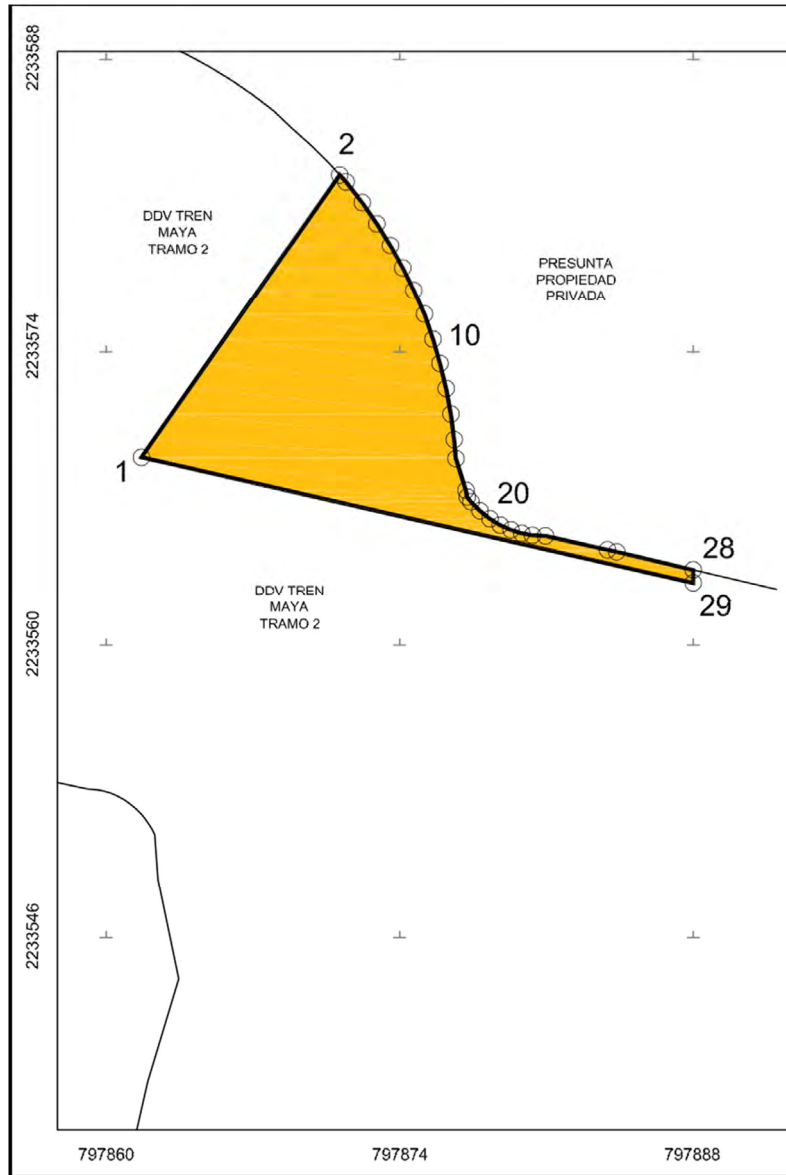 2233588
2
DDV TREN
MAYA
TRAMO 2
PRESUNTA
PROPIEDAD
PRIVADA
2233574
10
1
20
28
29
DDV TREN
MAYA
TRAMO 2
2233560
2233546
797860
797874
797888